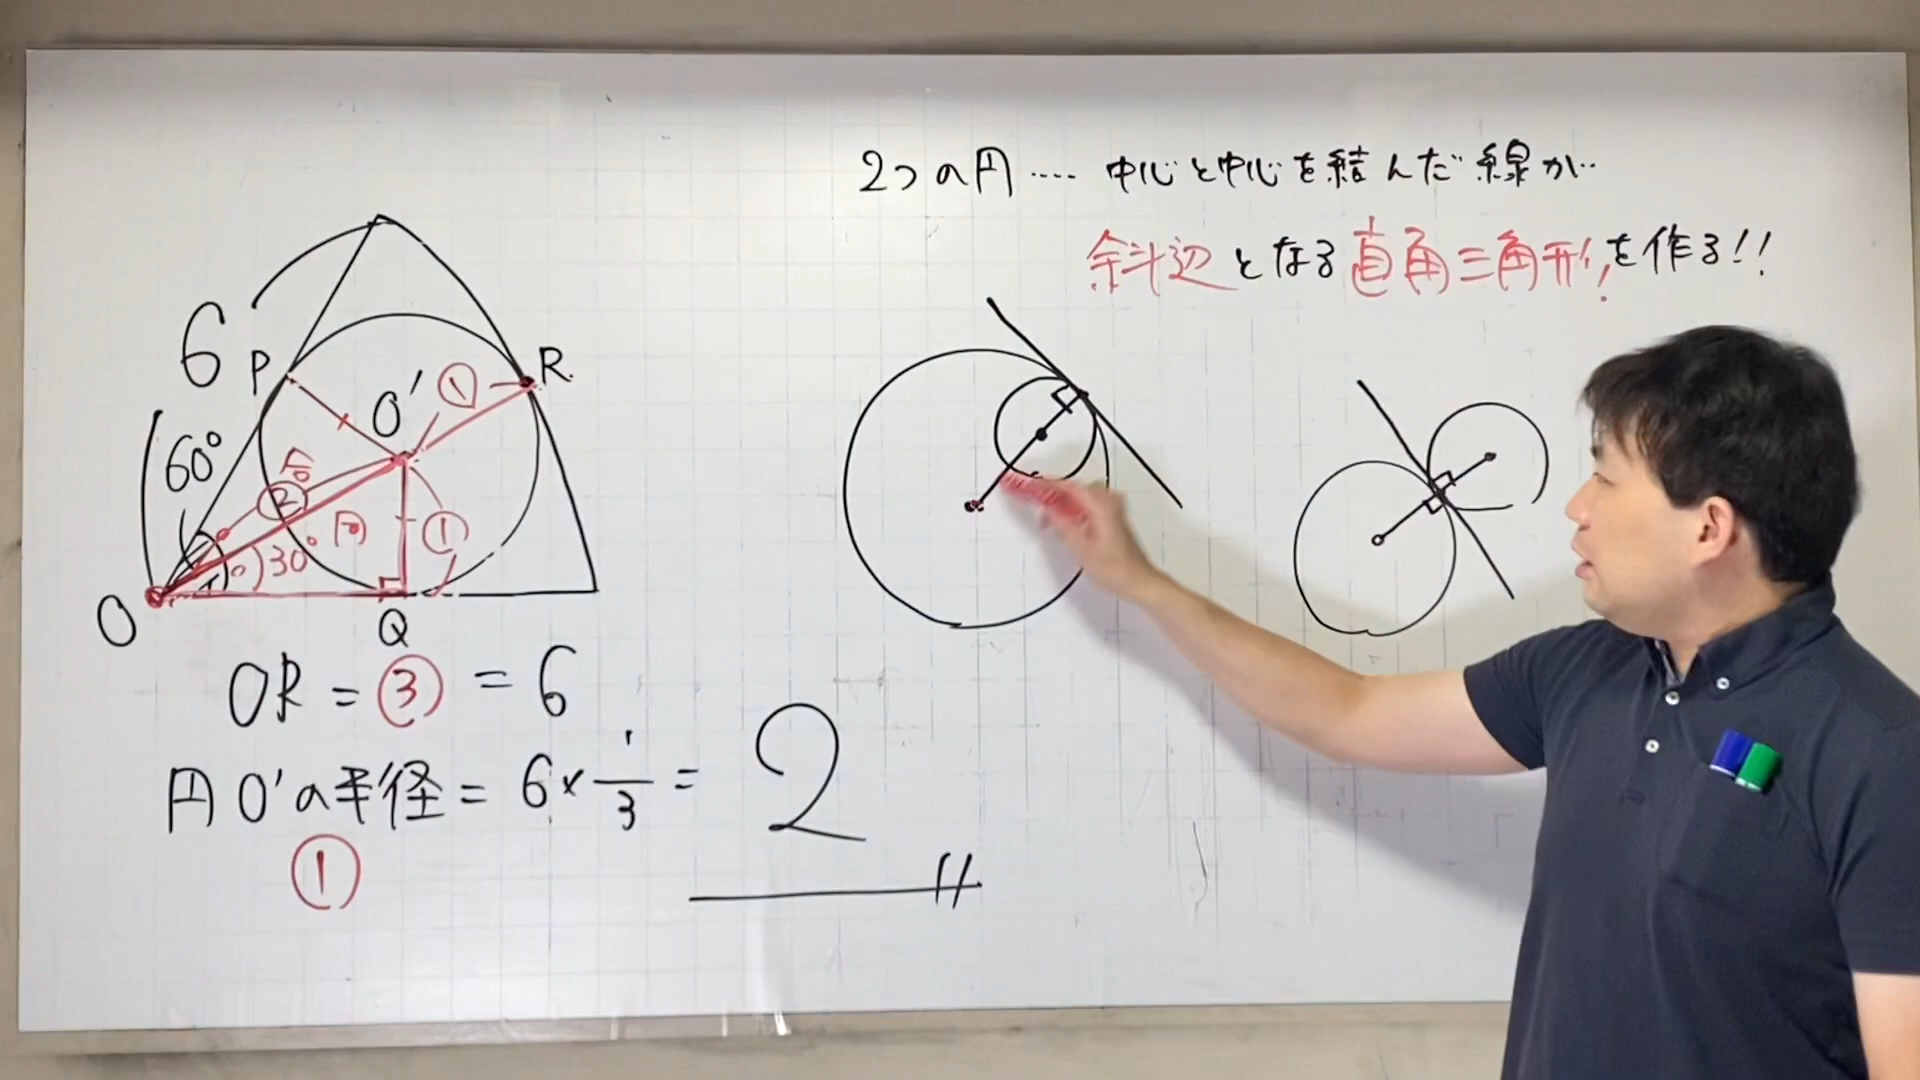 2つの円‥‥ 中心と中心を結んだ線が‥
斜辺となる直角三角形を作る!!
6
P
R
O'
①
60°
②
30°
①
O
Q
OR = ③ = 6
円O'の半径 = 6 × 1/3 = 2
①